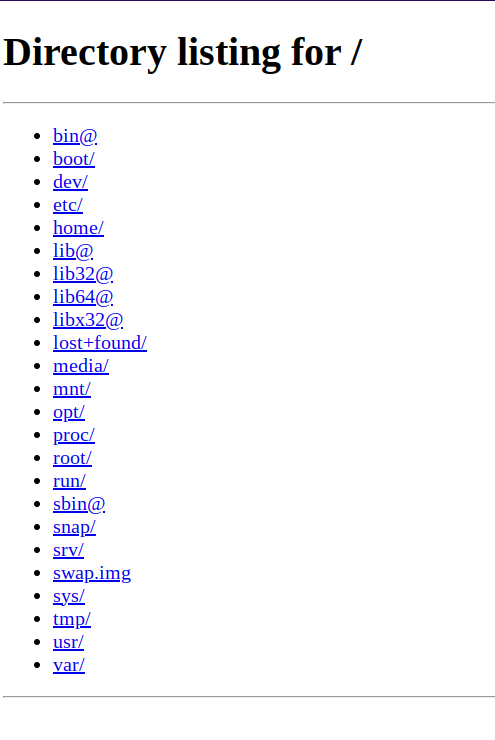 Directory listing for /
bin@
boot/
dev/
etc/
home/
lib@
lib32@
lib64@
libx32@
lost+found/
media/
mnt/
opt/
proc/
root/
run/
sbin@
snap/
srv/
swap.img
sys/
tmp/
usr/
var/